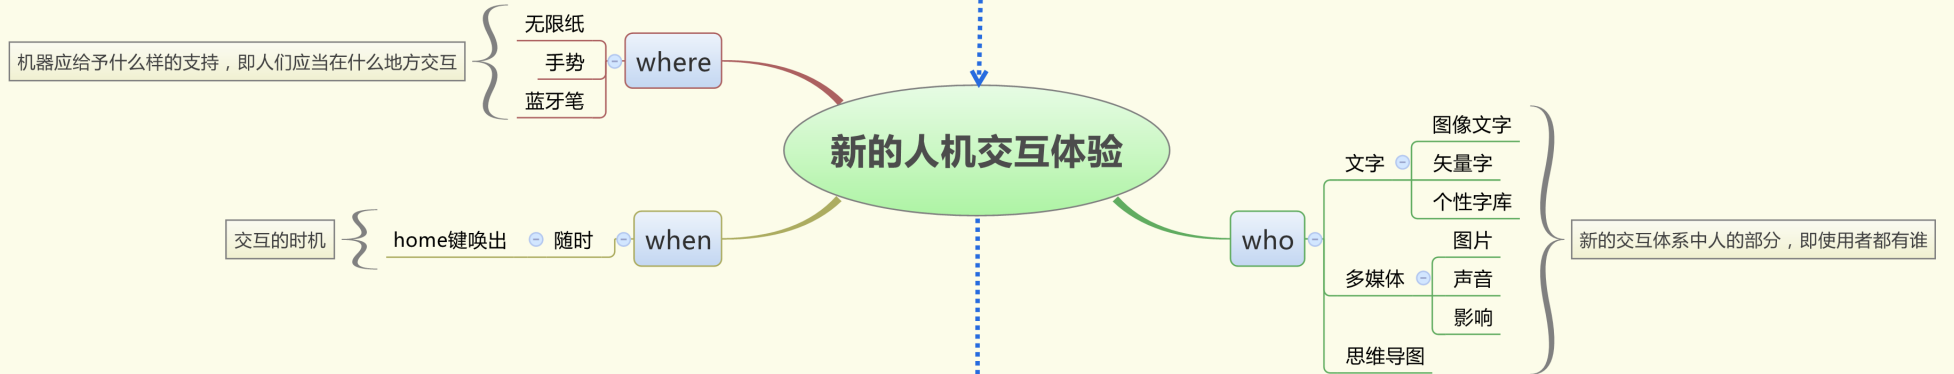 无限纸
手势
蓝牙笔
where
机器应给予什么样的支持，即人们应当在什么地方交互
新的人机交互体验
交互的时机
home键唤出
随时
when
who
文字
图像文字
矢量字
个性字库
多媒体
图片
声音
影响
思维导图
新的交互体系中人的部分，即使用者都有谁